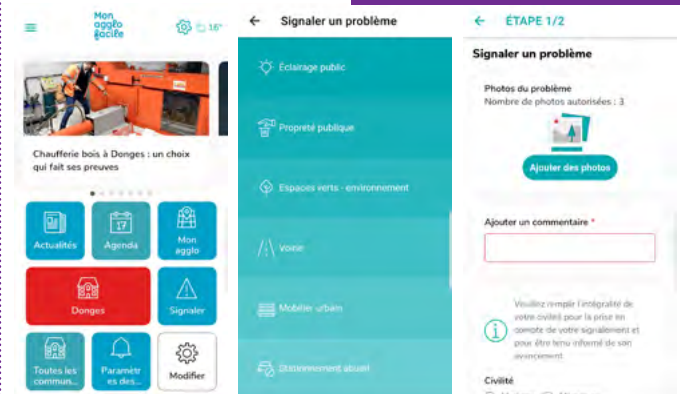 Mon
agglo
facile
16°
Chaufferie bois à Donges : un choix
qui fait ses preuves
Actualités
17
Agenda
Mon
agglo
Donges
Signaler
Toutes les
commun...
Paramètr
es des...
Modifier
← Signaler un problème
Éclairage public
Propreté publique
Espaces verts - environnement
Voirie
Mobilier urbain
Stationnement abusif
← ÉTAPE 1/2
Signaler un problème
Photos du problème
Nombre de photos autorisées : 3
Ajouter des photos
Ajouter un commentaire *
Veuillez remplir l'intégralité de
votre civilité pour la prise en
compte de votre signalement et
pour être tenu informé de son
avancement
Civilité